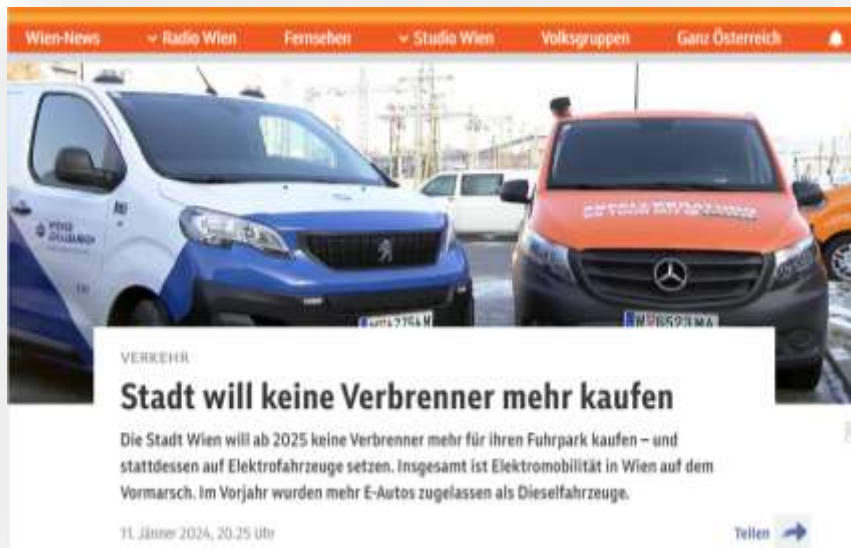 Wien-News Radio Wien Fernsehen Studio Wien Volksgruppen Ganz Österreich
VERKEHR
Stadt will keine Verbrenner mehr kaufen
Die Stadt Wien will ab 2025 keine Verbrenner mehr für ihren Fuhrpark kaufen – und
stattdessen auf Elektrofahrzeuge setzen. Insgesamt ist Elektromobilität in Wien auf dem
Vormarsch. Im Vorjahr wurden mehr E-Autos zugelassen als Dieselfahrzeuge.
11. Jänner 2024, 20.25 Uhr
Teilen